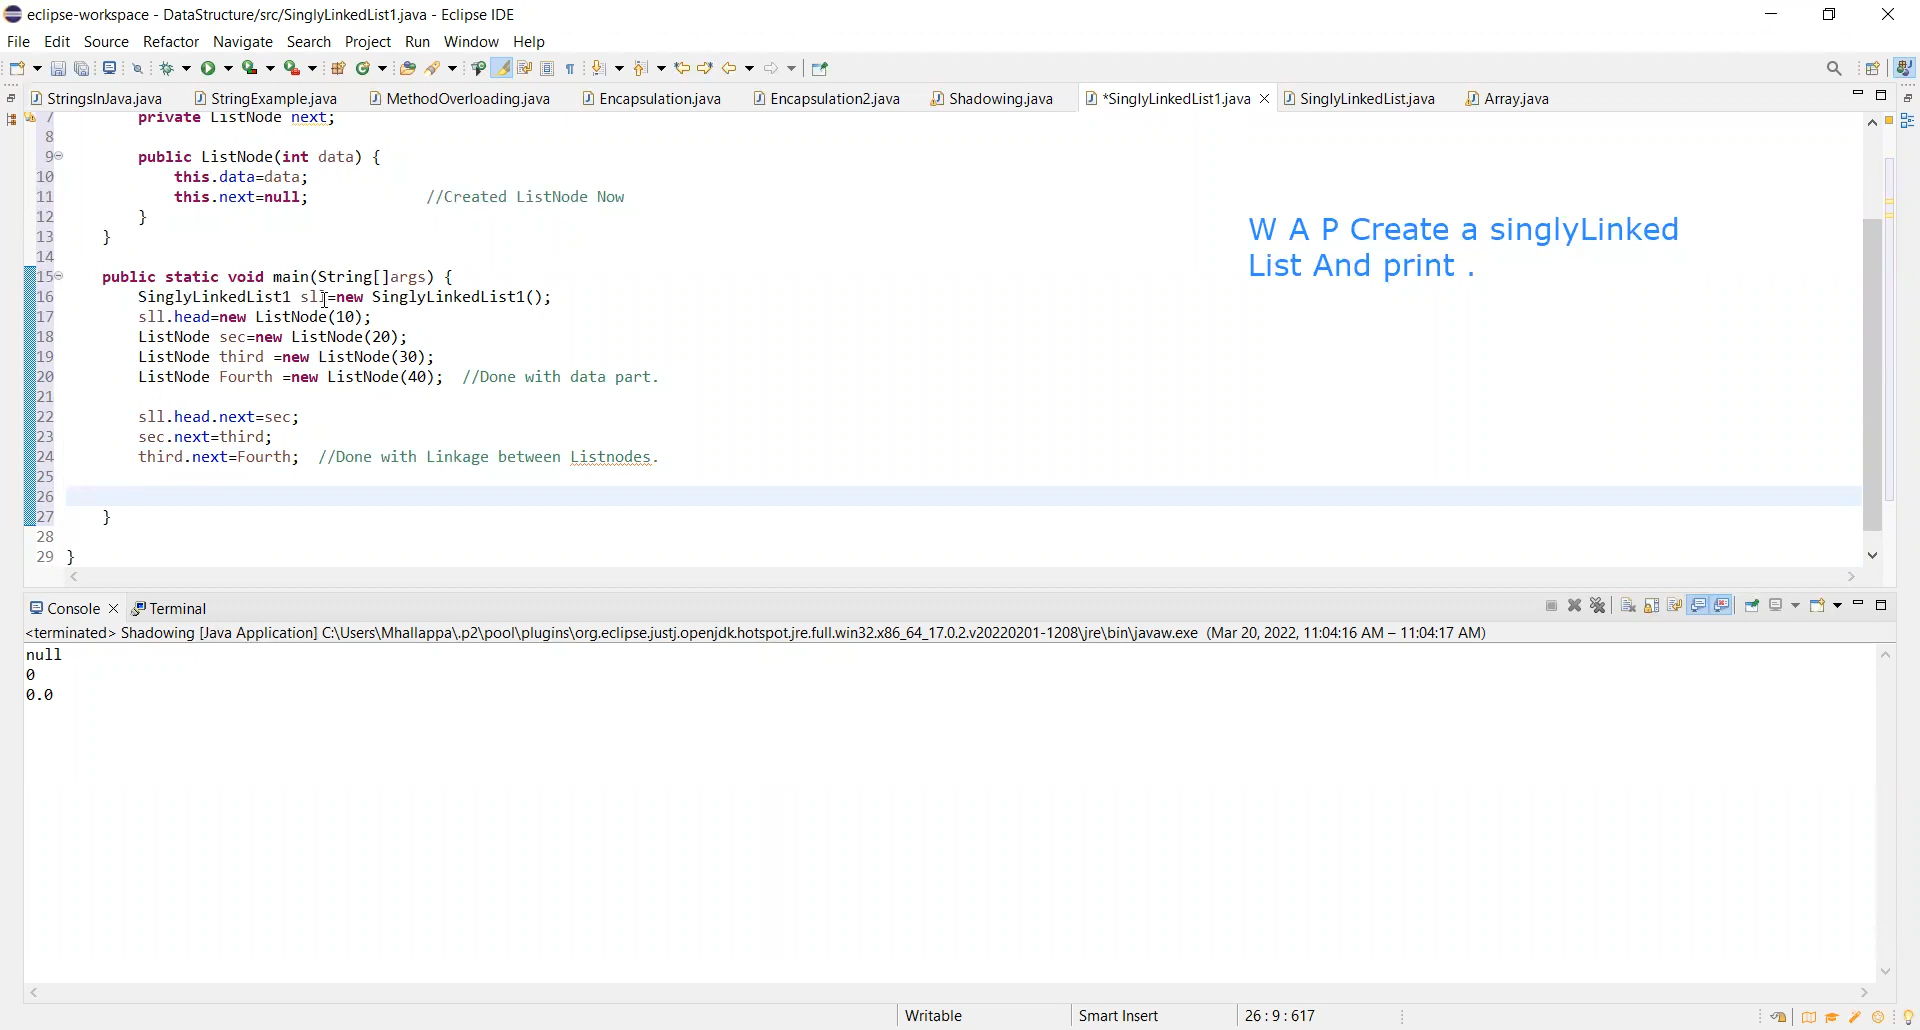 eclipse-workspace - DataStructure/src/SinglyLinkedList1.java - Eclipse IDE
File Edit Source Refactor Navigate Search Project Run Window Help
StringsInJava.java StringExample.java MethodOverloading.java Encapsulation.java Encapsulation2.java Shadowing.java *SinglyLinkedList1.java SinglyLinkedList.java Array.java
7 private ListNode next;
8
9 public ListNode(int data) {
10 this.data=data;
11 this.next=null; //Created ListNode Now
12 }
13 }
14
15 public static void main(String[]args) {
16 SinglyLinkedList1 sll=new SinglyLinkedList1();
17 sll.head=new ListNode(10);
18 ListNode sec=new ListNode(20);
19 ListNode third =new ListNode(30);
20 ListNode Fourth =new ListNode(40); //Done with data part.
21
22 sll.head.next=sec;
23 sec.next=third;
24 third.next=Fourth; //Done with Linkage between Listnodes.
25
26
27 }
28
29 }
W A P Create a singlyLinked
List And print .
Console Terminal
<terminated> Shadowing [Java Application] C:\Users\Mhallappa\.p2\pool\plugins\org.eclipse.justj.openjdk.hotspot.jre.full.win32.x86_64_17.0.2.v20220201-1208\jre\bin\javaw.exe (Mar 20, 2022, 11:04:16 AM – 11:04:17 AM)
null
0
0.0
Writable Smart Insert 26 : 9 : 617